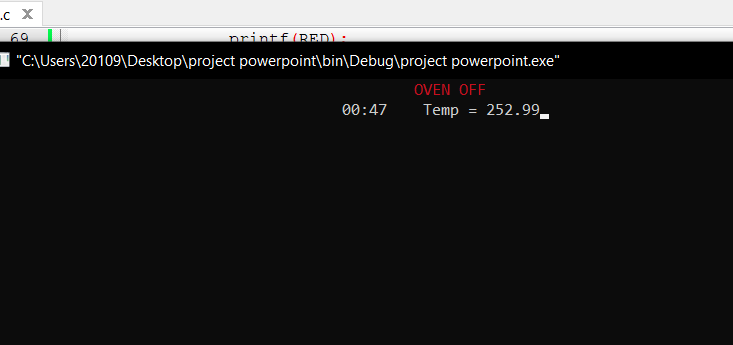 .c X
69 printf(RED);
"C:\Users\20109\Desktop\project powerpoint\bin\Debug\project powerpoint.exe"
OVEN OFF
00:47 Temp = 252.99